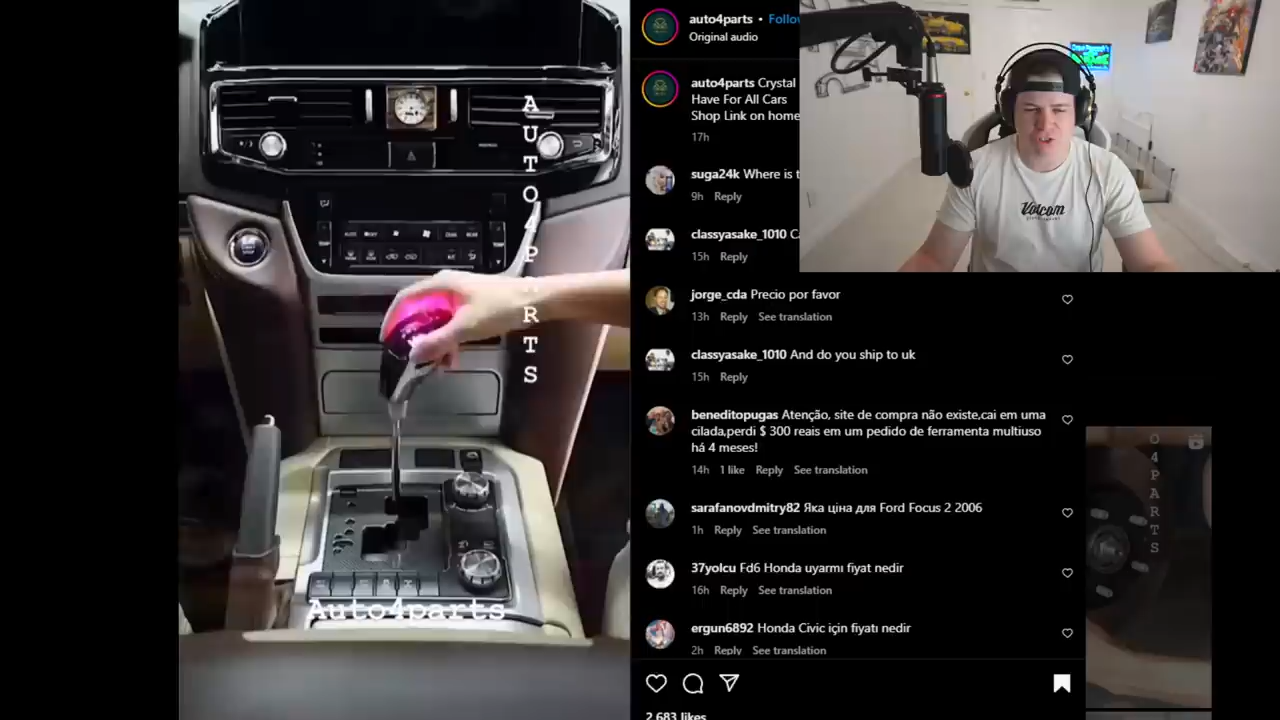 AUTO4PARTS
Auto4parts
auto4parts • Follow
Original audio
auto4parts Crystal
Have For All Cars
Shop Link on home
17h
suga24k Where is t
9h Reply
classyasake_1010 Ca
15h Reply
jorge_cda Precio por favor
13h Reply See translation
classyasake_1010 And do you ship to uk
15h Reply
beneditopugas Atenção, site de compra não existe,cai em uma
cilada,perdi $ 300 reais em um pedido de ferramenta multiuso
há 4 meses!
14h 1 like Reply See translation
sarafanovdmitry82 Яка ціна для Ford Focus 2 2006
1h Reply See translation
37yolcu Fd6 Honda uyarmı fiyat nedir
16h Reply See translation
ergun6892 Honda Civic için fiyatı nedir
2h Reply See translation
2,683 likes
Volcom
O4PARTS